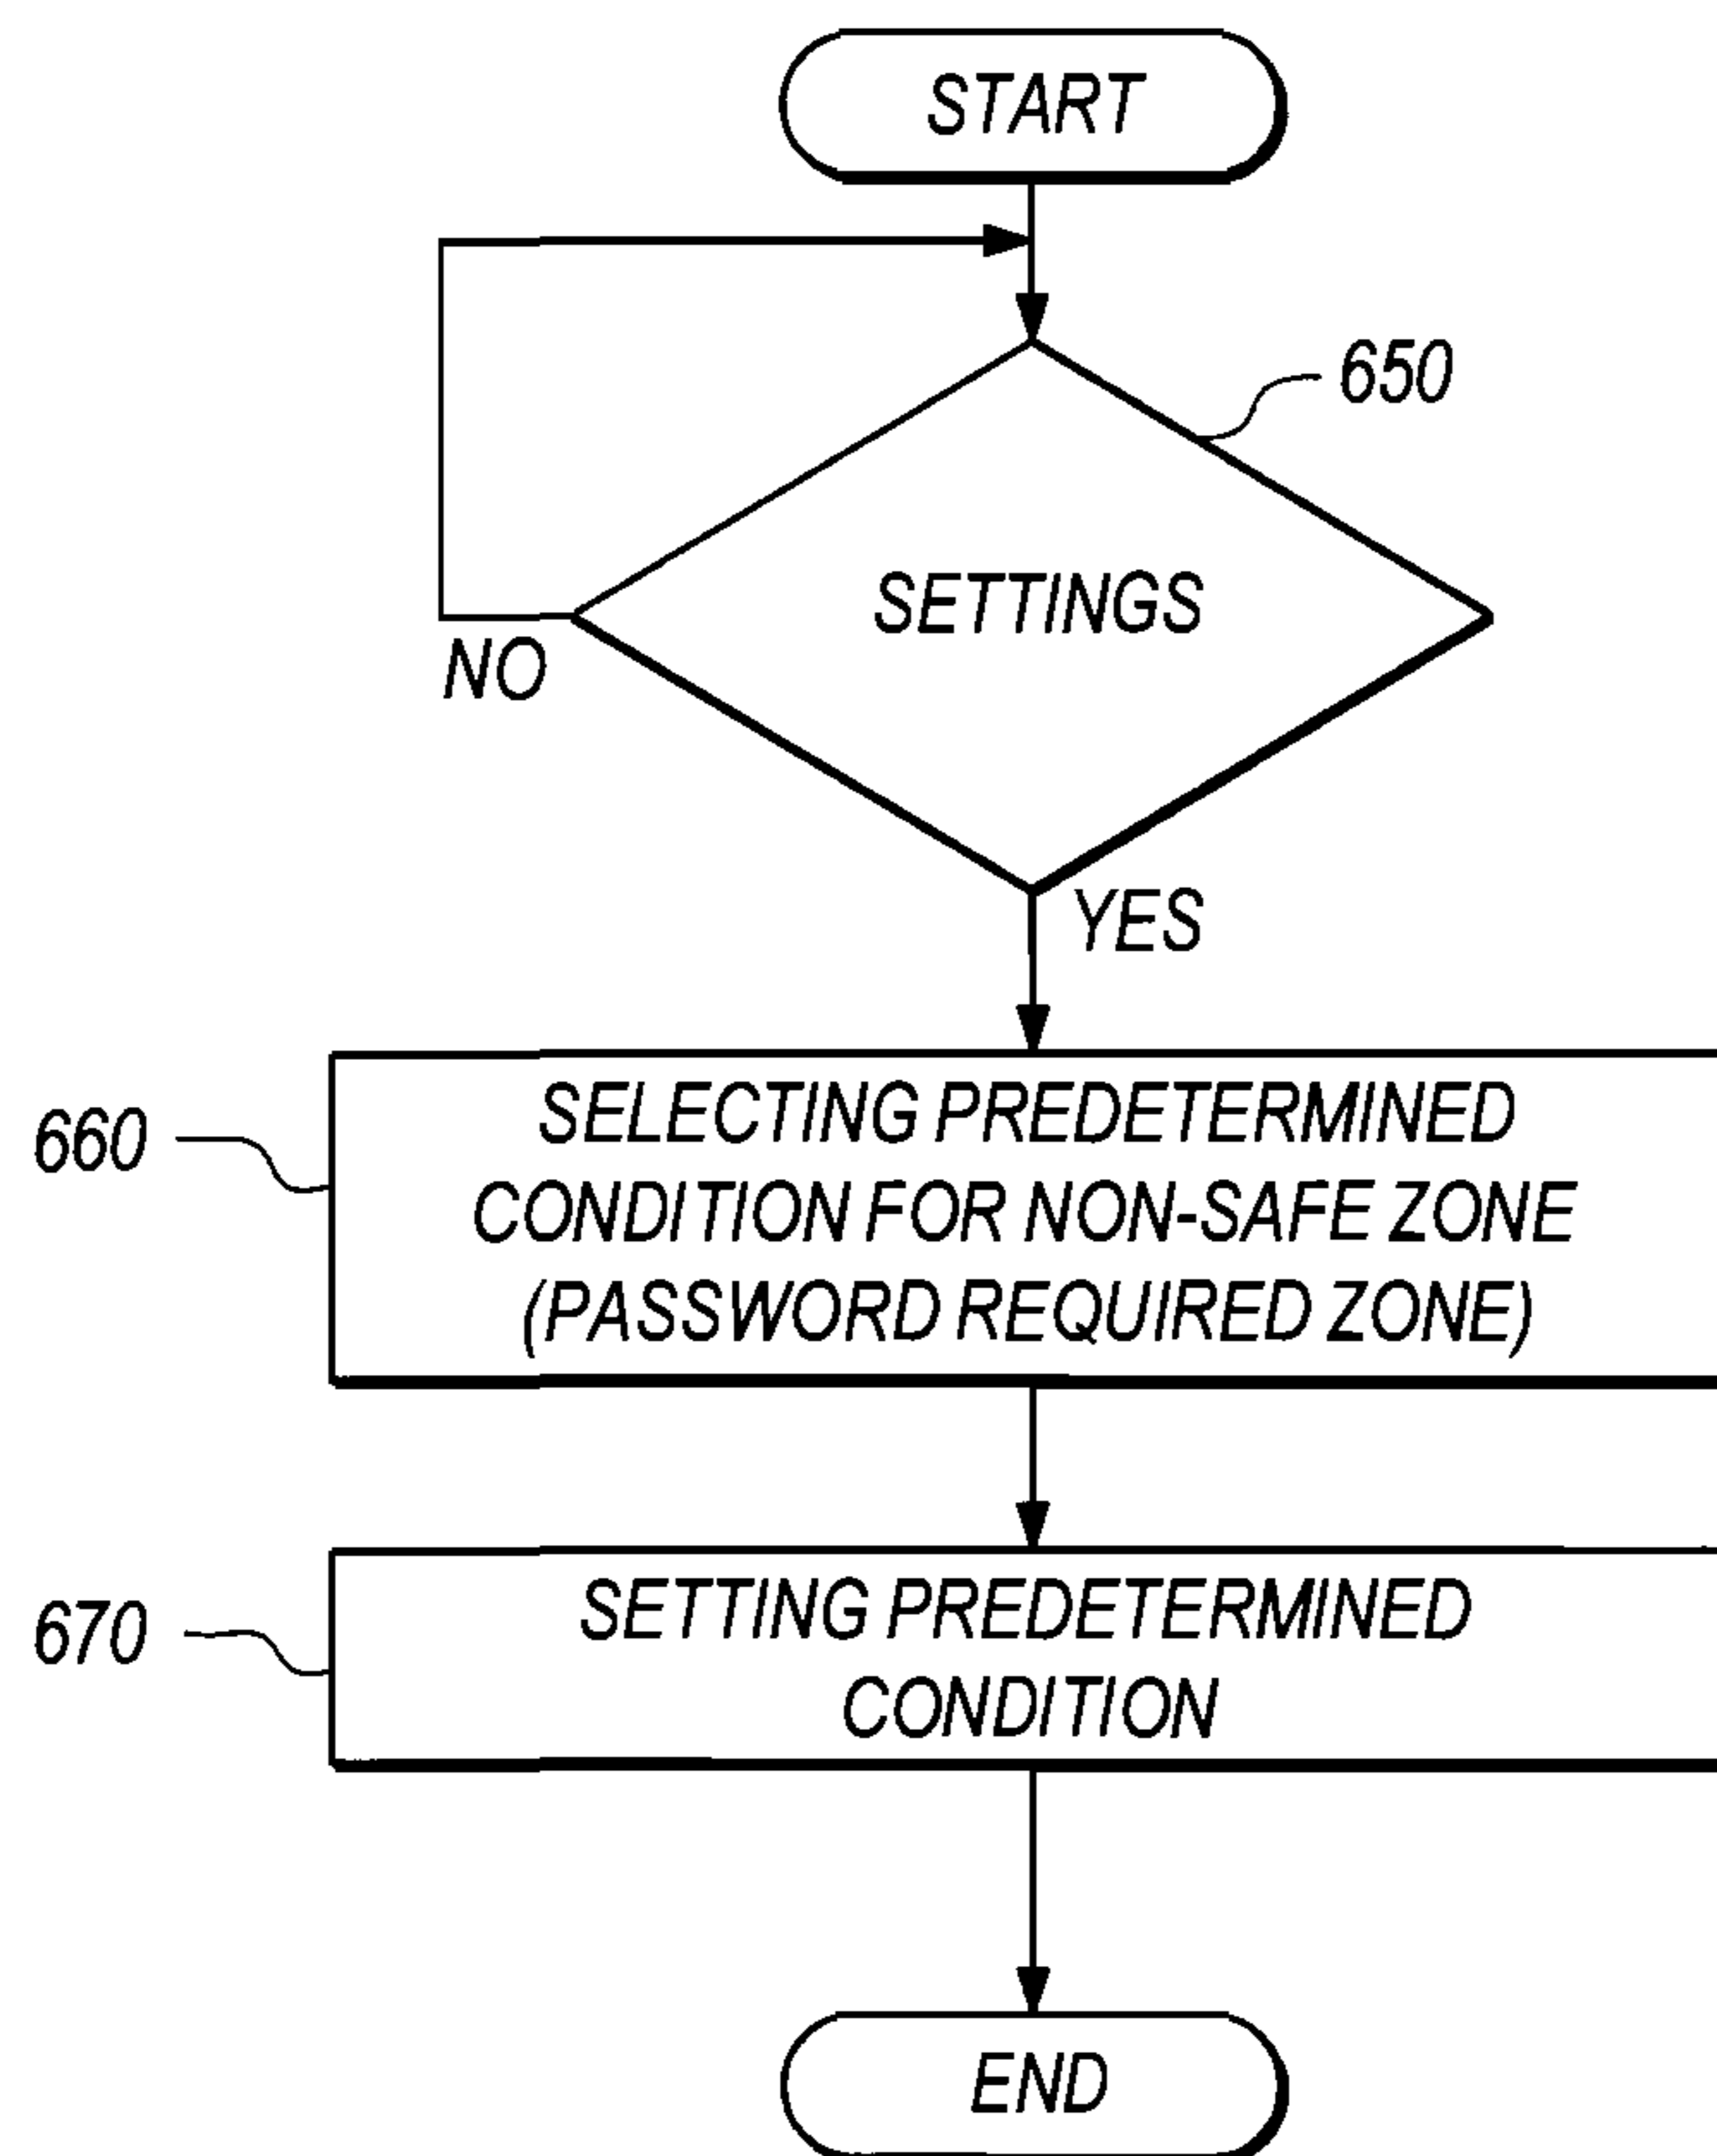 START
650
SETTINGS
NO
YES
660
SELECTING PREDETERMINED
CONDITION FOR NON-SAFE ZONE
(PASSWORD REQUIRED ZONE)
670
SETTING PREDETERMINED
CONDITION
END